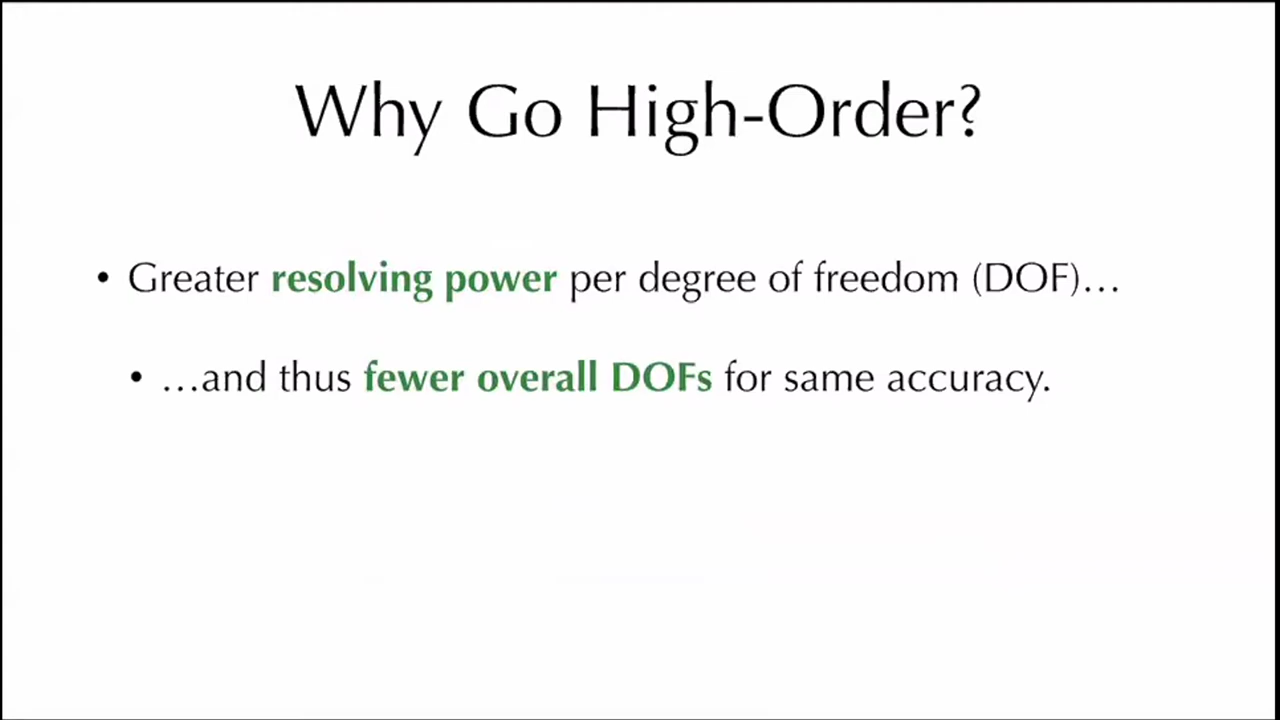 Why Go High-Order?
• Greater resolving power per degree of freedom (DOF)…
• …and thus fewer overall DOFs for same accuracy.